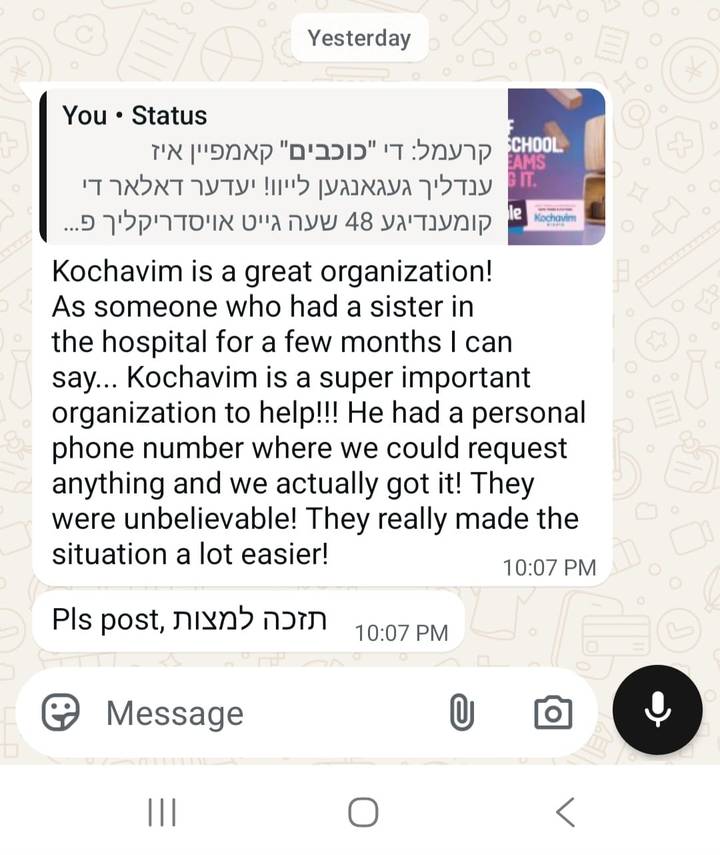 Yesterday
You • Status
קרעמל: די "כוכבים" קאמפיין איז
ענדליך געגאנגען לייוו! יעדער דאלאר די
קומענדיגע 48 שעה גייט אויסדריקליך פ...
SCHOOL
EAMS
G IT.
le
Kochavim
Kochavim is a great organization!
As someone who had a sister in
the hospital for a few months I can
say... Kochavim is a super important
organization to help!!! He had a personal
phone number where we could request
anything and we actually got it! They
were unbelievable! They really made the
situation a lot easier!
10:07 PM
Pls post, תזכה למצות
10:07 PM
Message